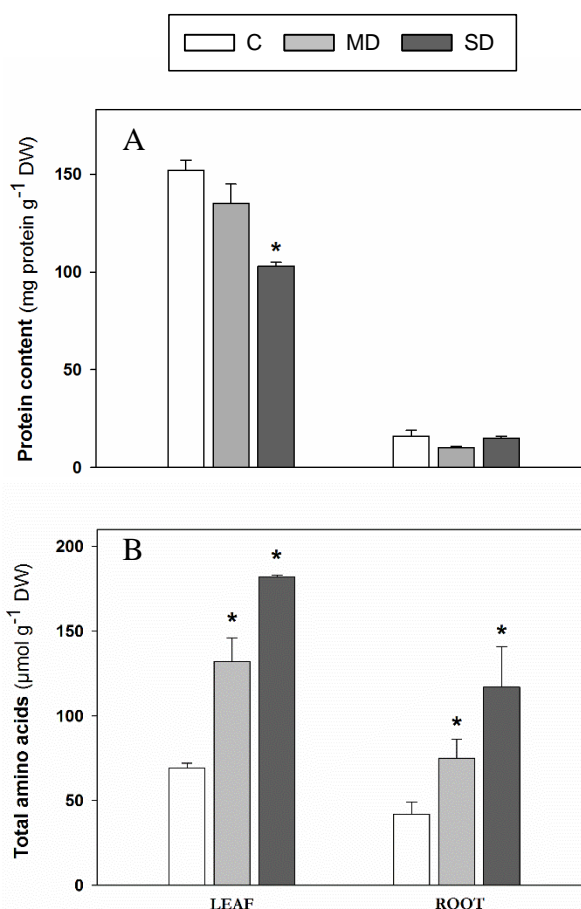 C MD SD
A
150
100
50
0
*
Protein content (mg protein g⁻¹ DW)
B
200
150
100
50
0
* * * *
Total amino acids (µmol g⁻¹ DW)
LEAF ROOT